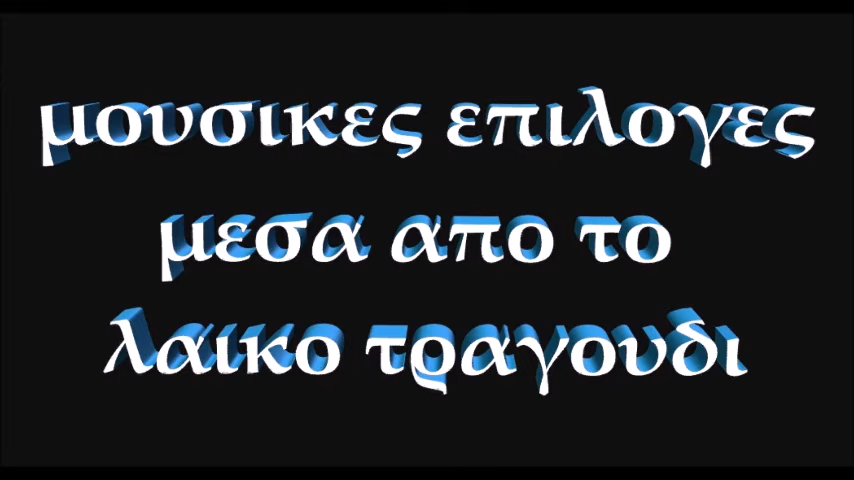 μουσικες επιλογες
μεσα απο το
λαικο τραγουδι